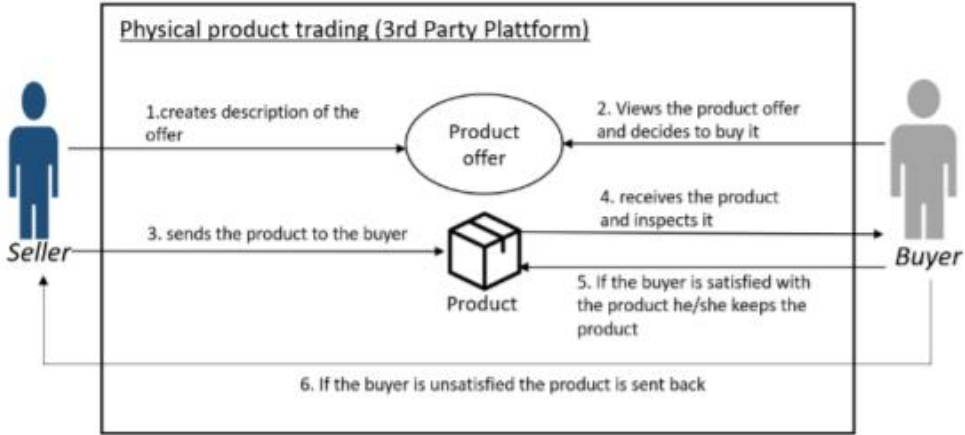 Physical product trading (3rd Party Plattform)
1.creates description of the
offer
Product
offer
2. Views the product offer
and decides to buy it
3. sends the product to the buyer
4. receives the product
and inspects it
Seller
Buyer
Product
5. If the buyer is satisfied with
the product he/she keeps the
product
6. If the buyer is unsatisfied the product is sent back